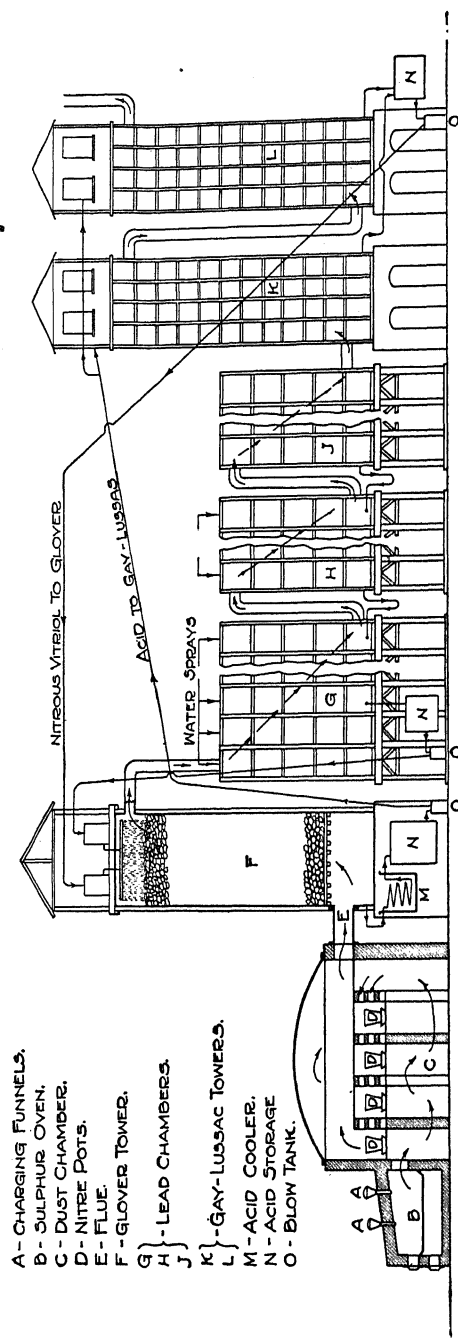 A - CHARGING FUNNELS.
B - SULPHUR OVEN.
C - DUST CHAMBER.
D - NITRE POTS.
E - FLUE.
F - GLOVER TOWER.
G
H } - LEAD CHAMBERS.
J
K } - GAY-LUSSAC TOWERS.
L
M - ACID COOLER.
N - ACID STORAGE
O - BLOW TANK.
NITROUS VITRIOL TO GLOVER
ACID TO GAY-LUSSAC
WATER SPRAYS
A
A
B
C
D
D
D
D
E
F
M
N
O
G
N
O
H
J
K
L
N
O